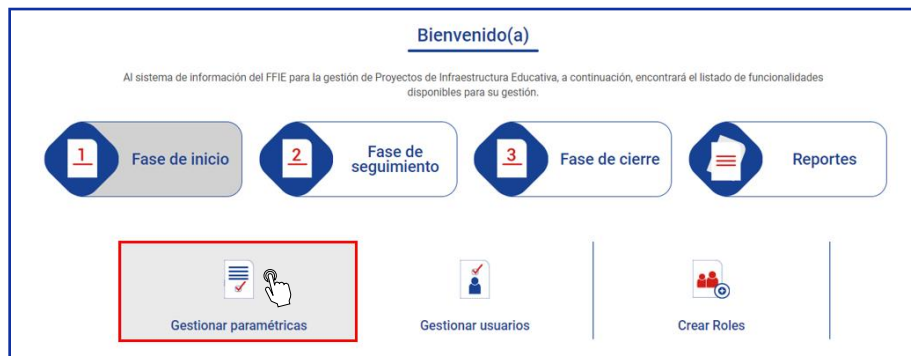 Bienvenido(a)
Al sistema de información del FFIE para la gestión de Proyectos de Infraestructura Educativa, a continuación, encontrará el listado de funcionalidades
disponibles para su gestión.
1
Fase de inicio
2
Fase de
seguimiento
3
Fase de cierre
Reportes
Gestionar paramétricas
Gestionar usuarios
Crear Roles